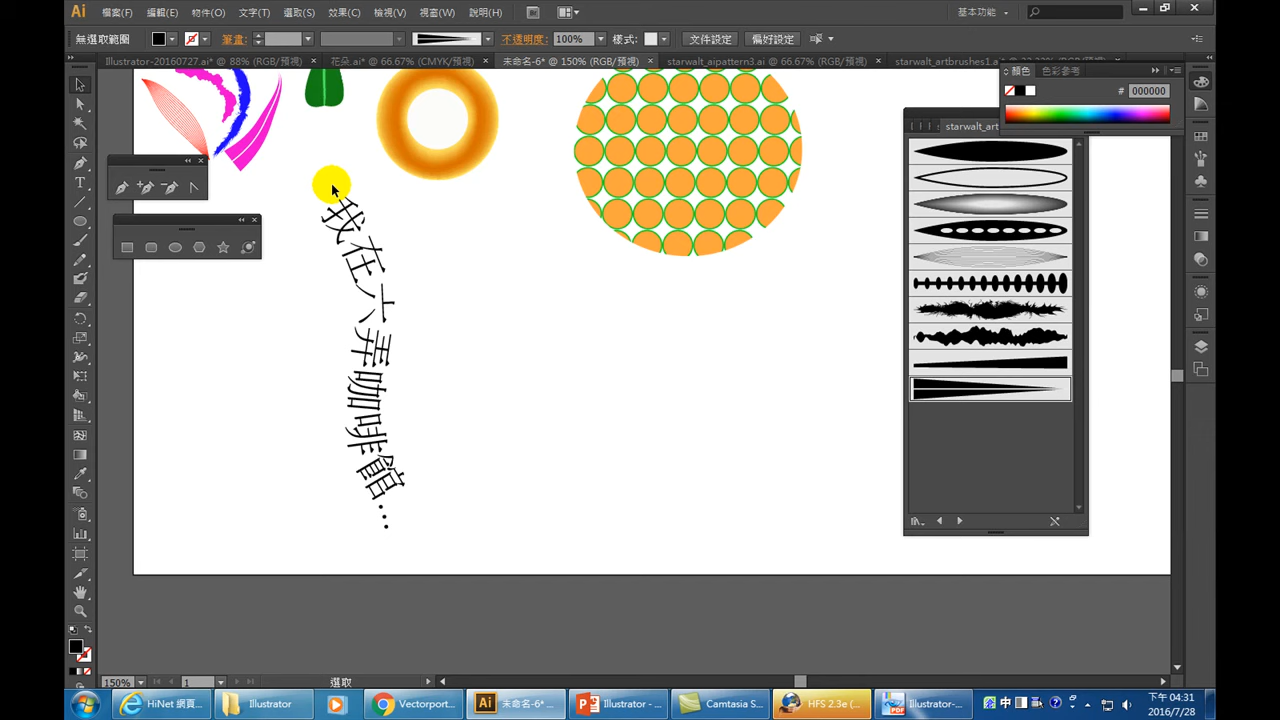 Ai 檔案(F) 編輯(E) 物件(O) 文字(T) 選取(S) 效果(C) 檢視(V) 視窗(W) 說明(H) Br 基本功能
無選取範圍 筆畫: 不透明度: 100% 樣式: 文件設定 偏好設定
Illustrator-20160727.ai* @ 88% (RGB/預視) × 花朵.ai* @ 66.67% (CMYK/預視) × 未命名-6* @ 150% (RGB/預視) × starwalt_aipattern3.ai @ 66.67% (RGB/預視) ×
顏色 色彩參考
# 000000
starwalt_art
我在六弄咖啡館…
150% 1 選取
HiNet 網頁... Illustrator 未命名-6* ... Illustrator - ... Camtasia S... HFS 2.3e (... Illustrator-... 中 下午 04:31
2016/7/28